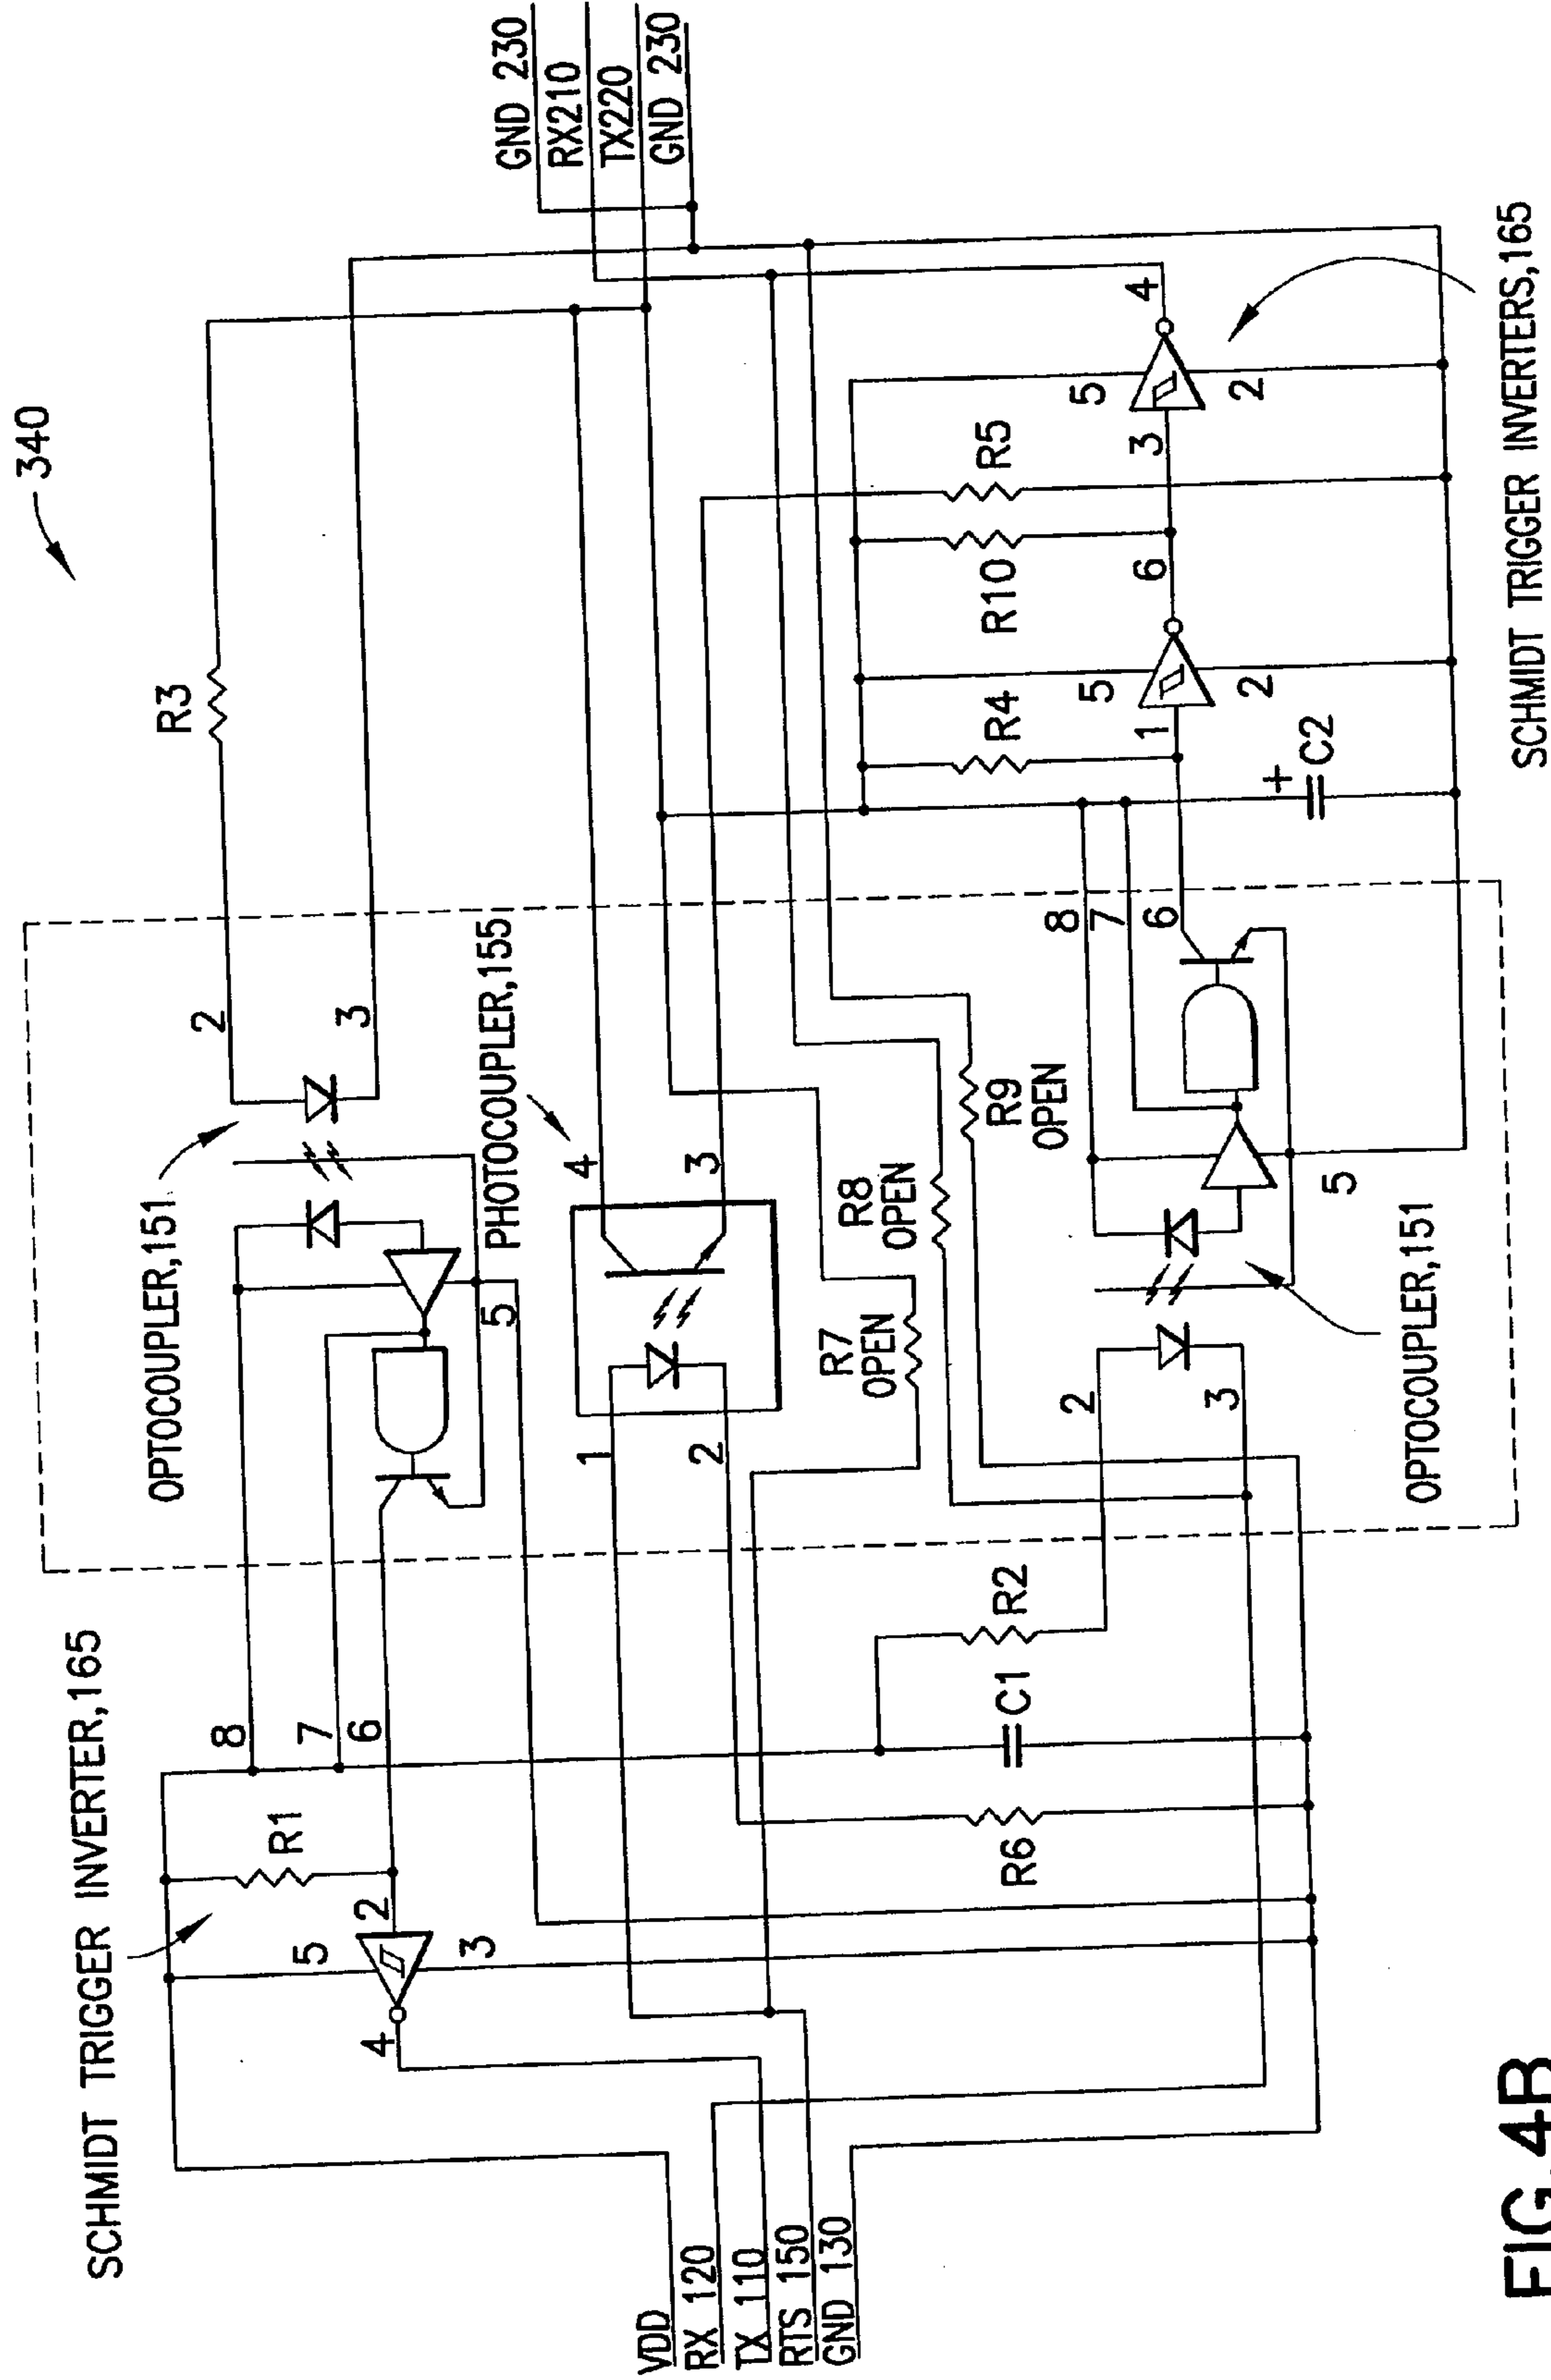 340
GND 230
RX210
TX220
GND 230
R3
2
3
OPTOCOUPLER,151
SCHMIDT TRIGGER INVERTER,165
8
7
6
5
R1
5
2
3
4
PHOTOCOUPLER,155
4
3
1
2
R7
OPEN
R8
OPEN
R9
OPEN
VDD
RX 120
TX 110
RTS 150
GND 130
R6
C1
R2
2
3
OPTOCOUPLER,151
8
7
6
5
R4
R10
R5
1
5
2
6
3
5
2
4
+
C2
SCHMIDT TRIGGER INVERTERS,165
FIG.4B